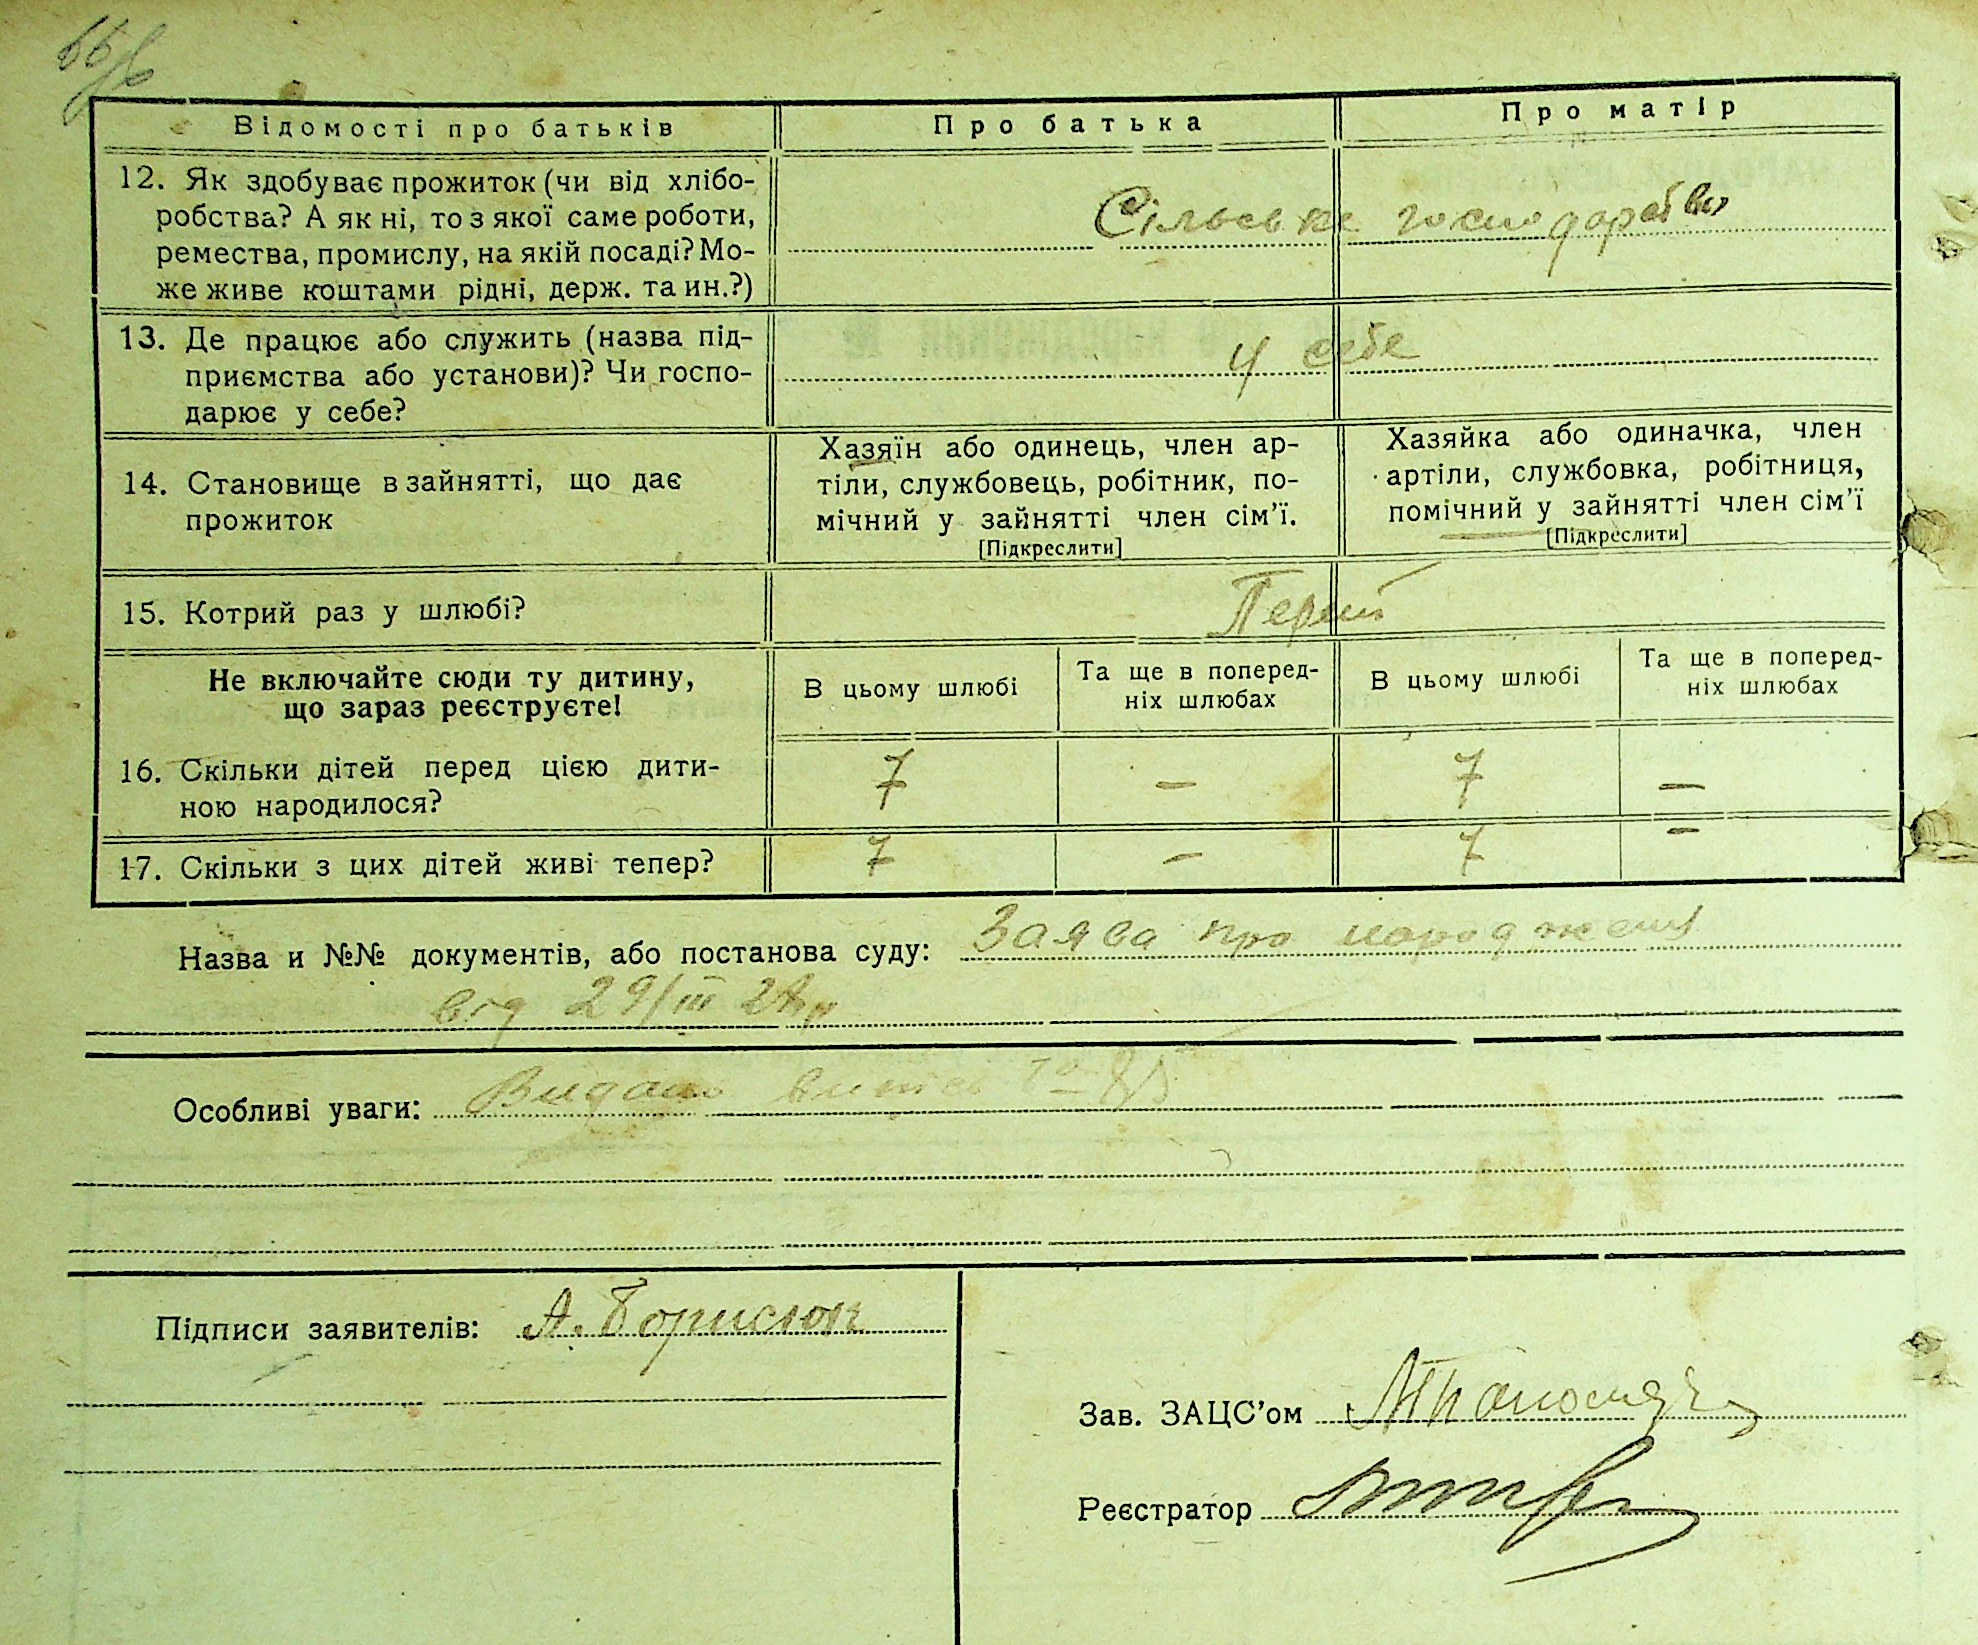 Відомості про батьків Про батька Про матір
12. Як здобуває прожиток (чи від хлібо-
робства? А як ні, то з якої саме роботи,
ремества, промислу, на якій посаді? Мо-
же живе коштами рідні, держ. та ин.?)
Сільське господарство
13. Де працює або служить (назва під-
приємства або установи)? Чи госпо-
дарює у себе?
У себе
14. Становище в зайнятті, що дає
прожиток
Хазяїн або одинець, член ар-
тіли, службовець, робітник, по-
мічний у зайнятті член сім'ї.
[Підкреслити]
Хазяйка або одиначка, член
артіли, службовка, робітниця,
помічний у зайнятті член сім'ї
[Підкреслити]
15. Котрий раз у шлюбі?
Не включайте сюди ту дитину,
що зараз реєструєте!
В цьому шлюбі
Та ще в поперед-
ніх шлюбах
В цьому шлюбі
Та ще в поперед-
ніх шлюбах
16. Скільки дітей перед цією дити-
ною народилося?
7 – 7 –
17. Скільки з цих дітей живі тепер? 7 – 7 –
Назва и №№ документів, або постанова суду: Заява про народження
від 29/III
Особливі уваги: Видано
Підписи заявителів: А. Борисюк
Зав. ЗАЦС'ом
Реєстратор